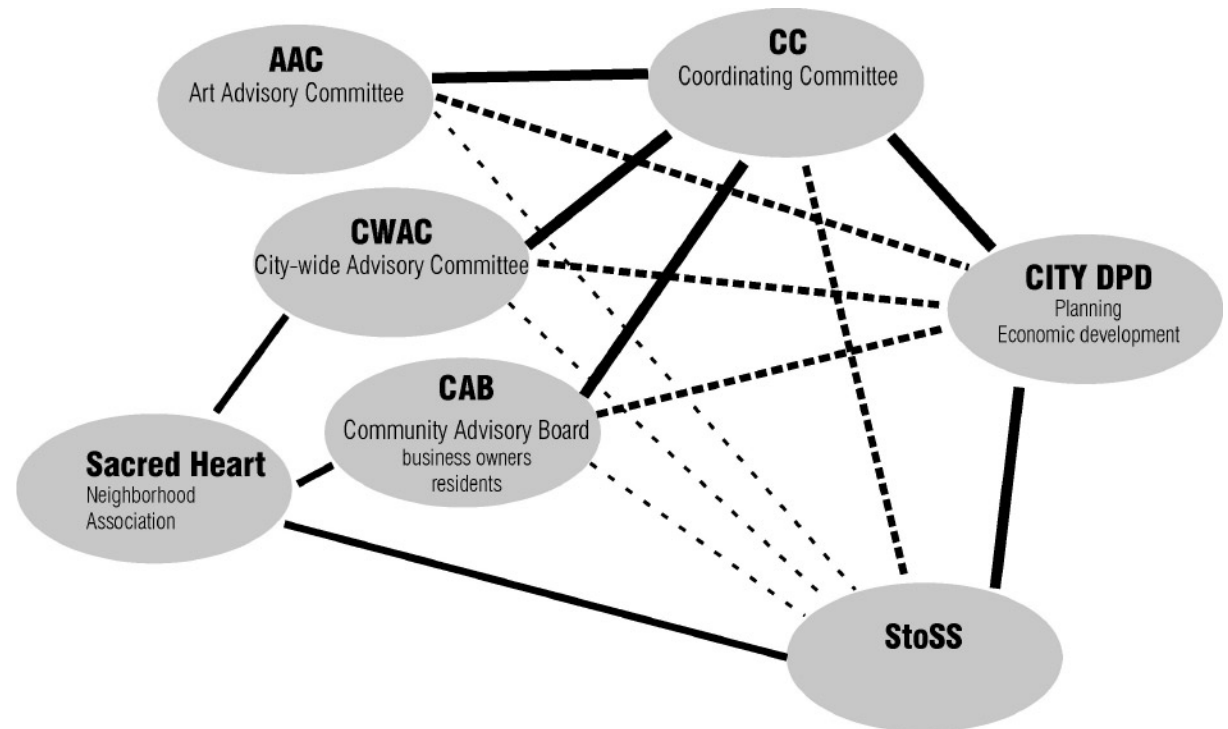 AAC
Art Advisory Committee
CC
Coordinating Committee
CWAC
City-wide Advisory Committee
CITY DPD
Planning
Economic development
CAB
Community Advisory Board
business owners
residents
Sacred Heart
Neighborhood
Association
StoSS